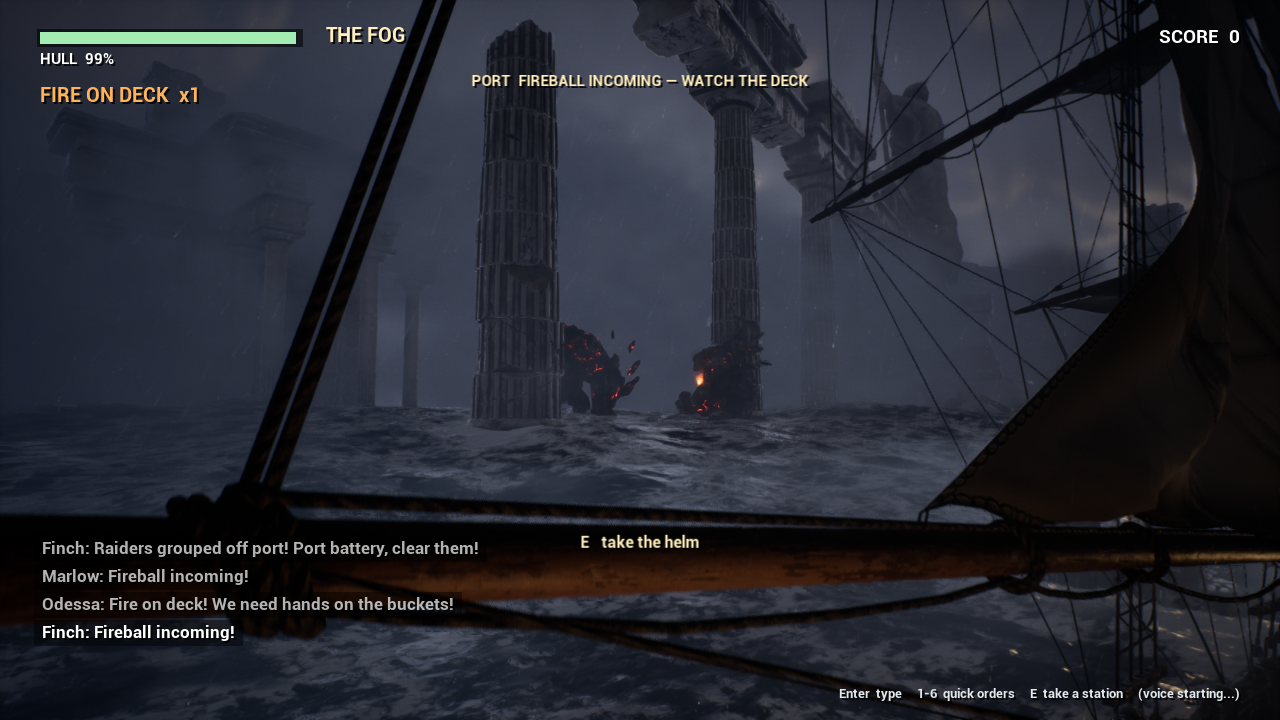 THE FOG
SCORE 0
HULL 99%
PORT FIREBALL INCOMING — WATCH THE DECK
FIRE ON DECK x1
E take the helm
Finch: Raiders grouped off port! Port battery, clear them!
Marlow: Fireball incoming!
Odessa: Fire on deck! We need hands on the buckets!
Finch: Fireball incoming!
Enter type 1-6 quick orders E take a station (voice starting...)